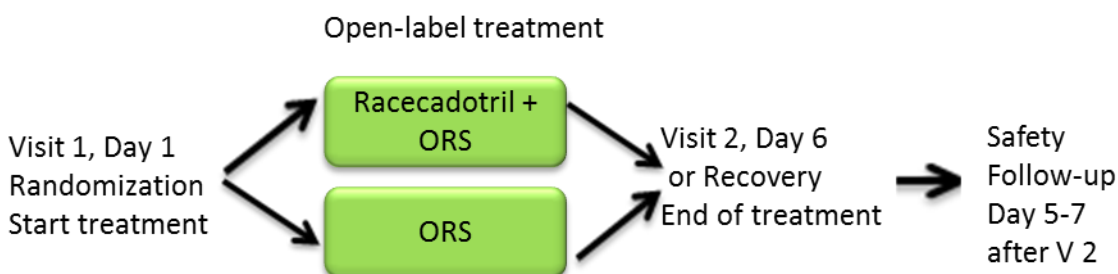 Open-label treatment
Visit 1, Day 1
Randomization
Start treatment
Racecadotril +
ORS
ORS
Visit 2, Day 6
or Recovery
End of treatment
Safety
Follow-up
Day 5-7
after V 2